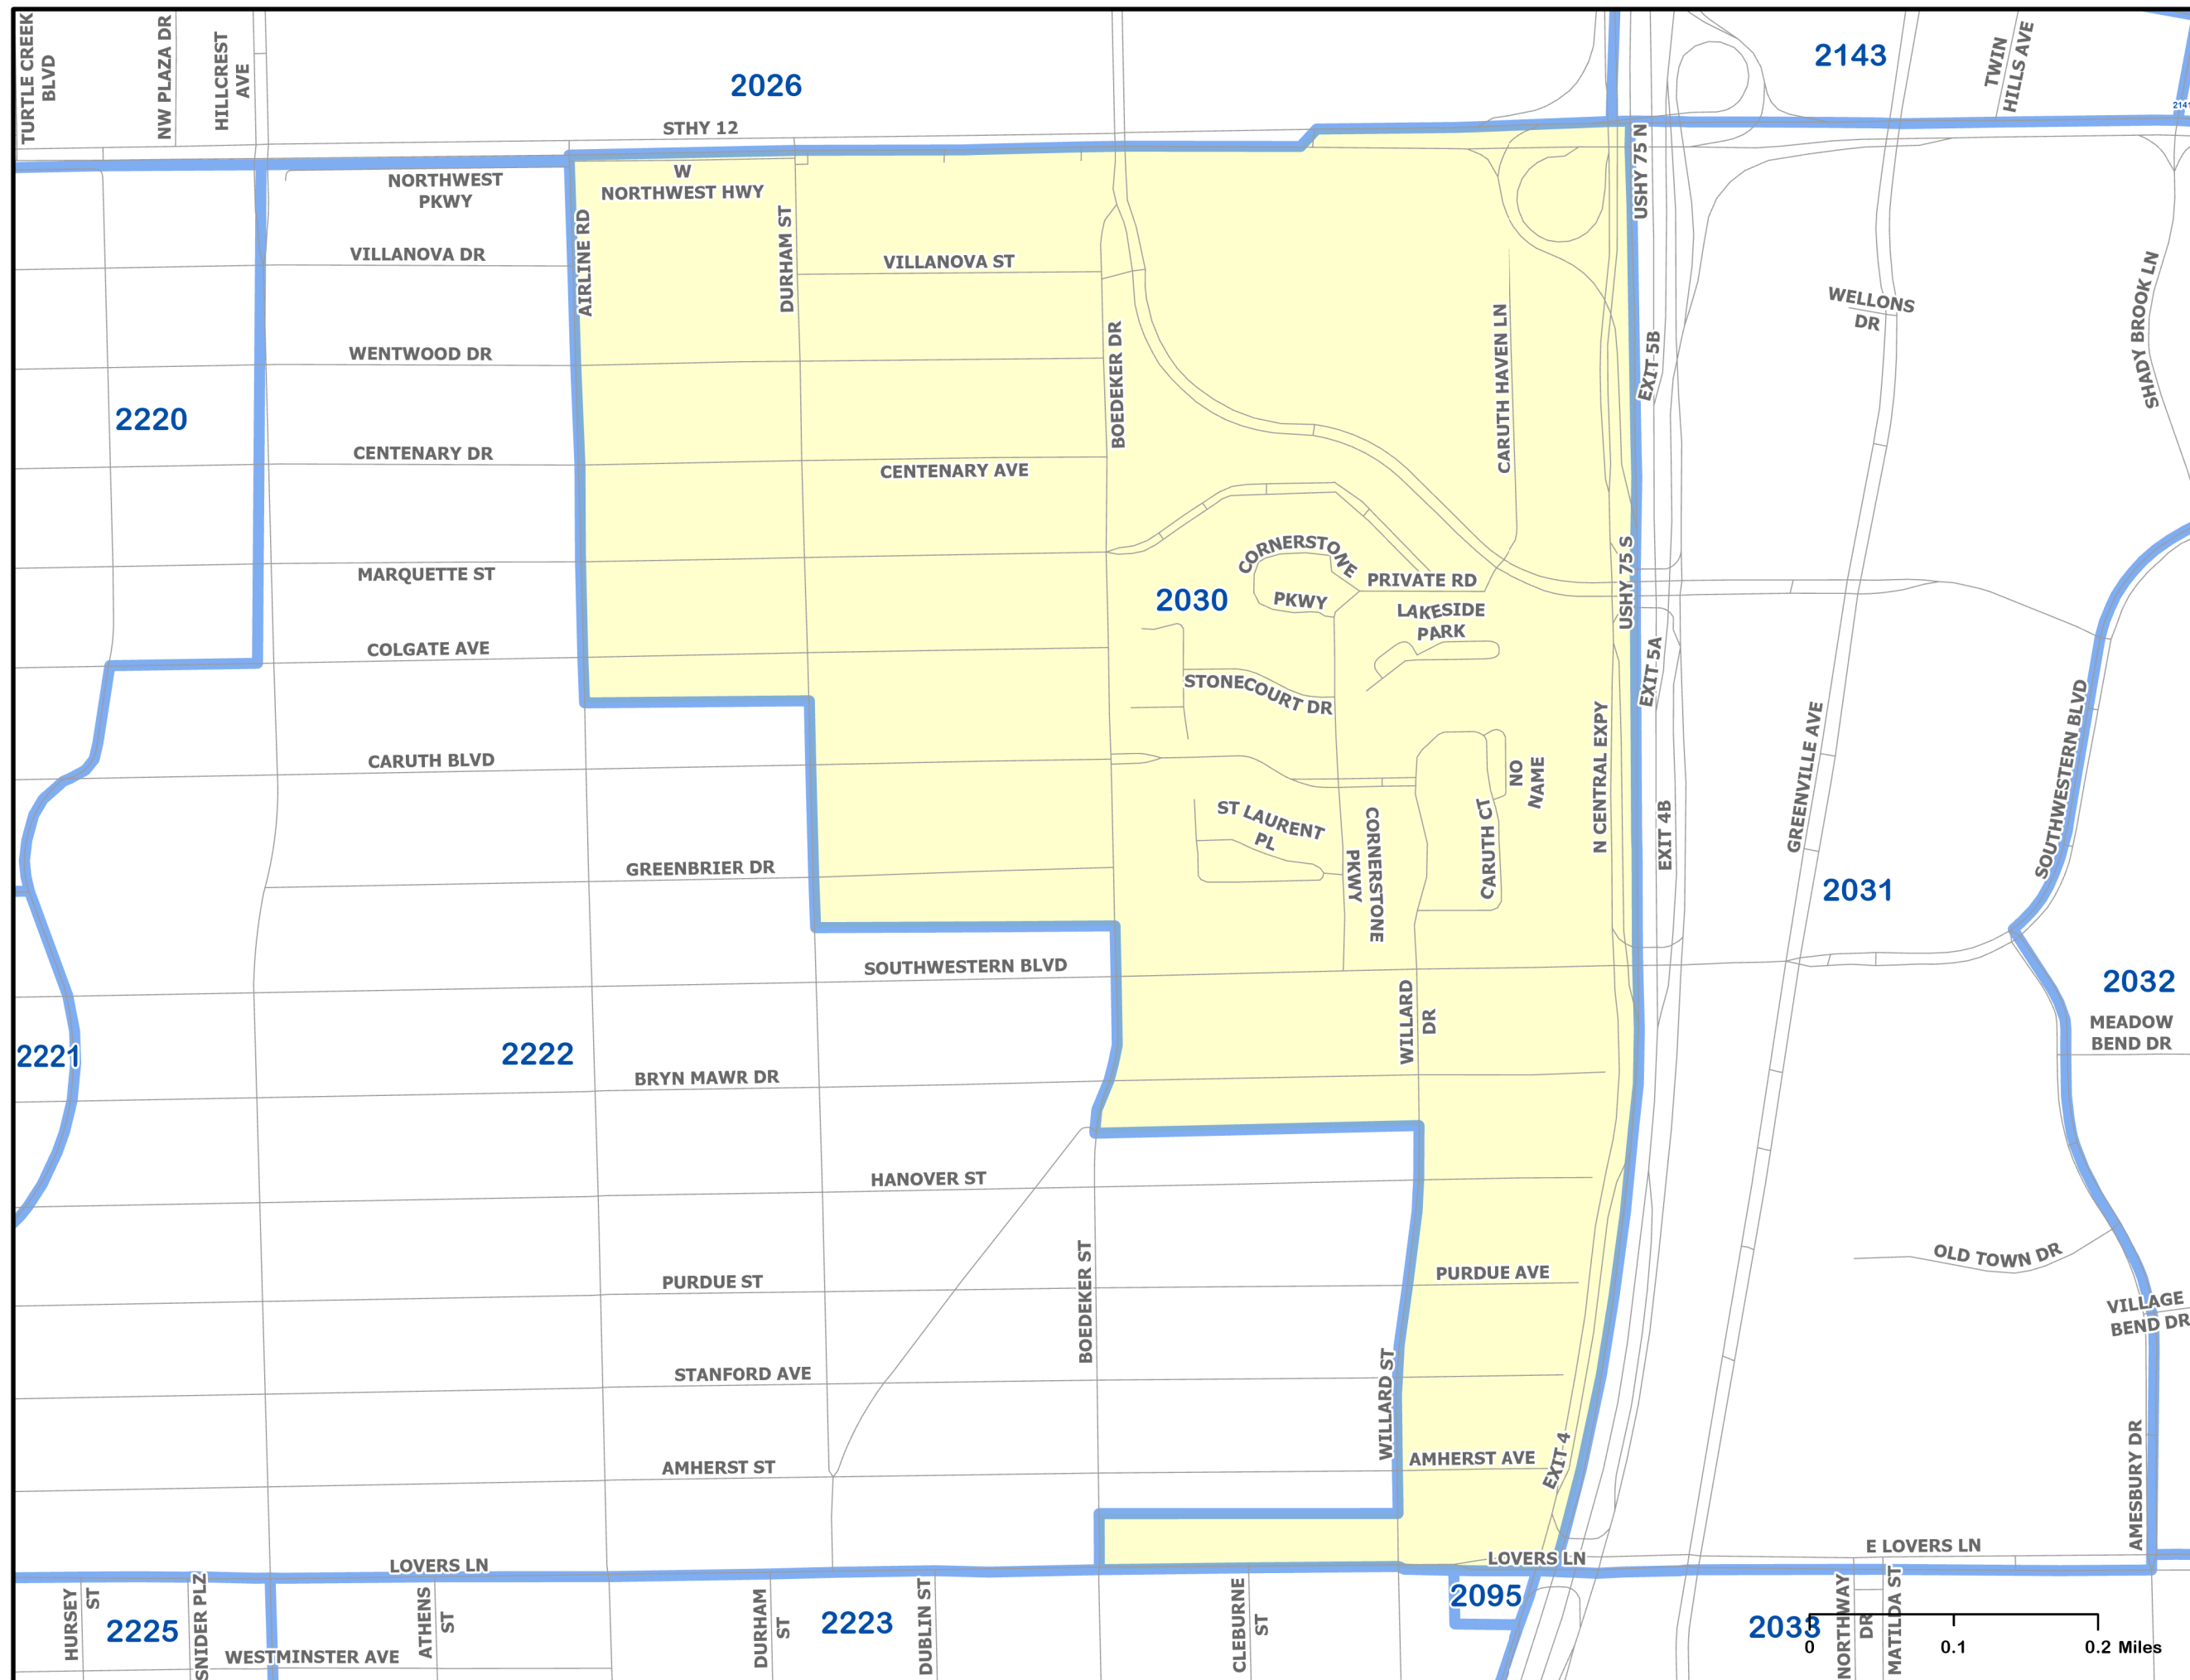 TURTLE CREEK
BLVD
NW PLAZA DR
HILLCREST
AVE
2026
2143
TWIN
HILLS AVE
2141
STHY 12
W
NORTHWEST HWY
NORTHWEST
PKWY
USHY 75 N
VILLANOVA DR
AIRLINE RD
DURHAM ST
VILLANOVA ST
WELLONS
DR
SHADY BROOK LN
WENTWOOD DR
BOEDEKER DR
CARUTH HAVEN LN
EXIT 5B
2220
CENTENARY DR
CENTENARY AVE
MARQUETTE ST
CORNERSTONE
PKWY
PRIVATE RD
USHY 75 S
2030
LAKESIDE
PARK
COLGATE AVE
STONECOURT DR
EXIT 5A
CARUTH BLVD
NO
NAME
N CENTRAL EXPY
GREENVILLE AVE
SOUTHWESTERN BLVD
ST LAURENT
PL
CORNERSTONE
PKWY
CARUTH CT
EXIT 4B
GREENBRIER DR
2031
SOUTHWESTERN BLVD
2032
WILLARD
DR
MEADOW
BEND DR
2221
2222
BRYN MAWR DR
HANOVER ST
OLD TOWN DR
PURDUE ST
BOEDEKER ST
PURDUE AVE
VILLAGE
BEND DR
STANFORD AVE
WILLARD ST
AMHERST ST
AMHERST AVE
EXIT 4
AMESBURY DR
LOVERS LN
LOVERS LN
E LOVERS LN
HURSEY
ST
2225
SNIDER PLZ
ATHENS
ST
DURHAM
ST
2223
DUBLIN ST
CLEBURNE
ST
2095
2033
NORTHWAY
DR
MATILDA ST
WESTMINSTER AVE
0 0.1 0.2 Miles